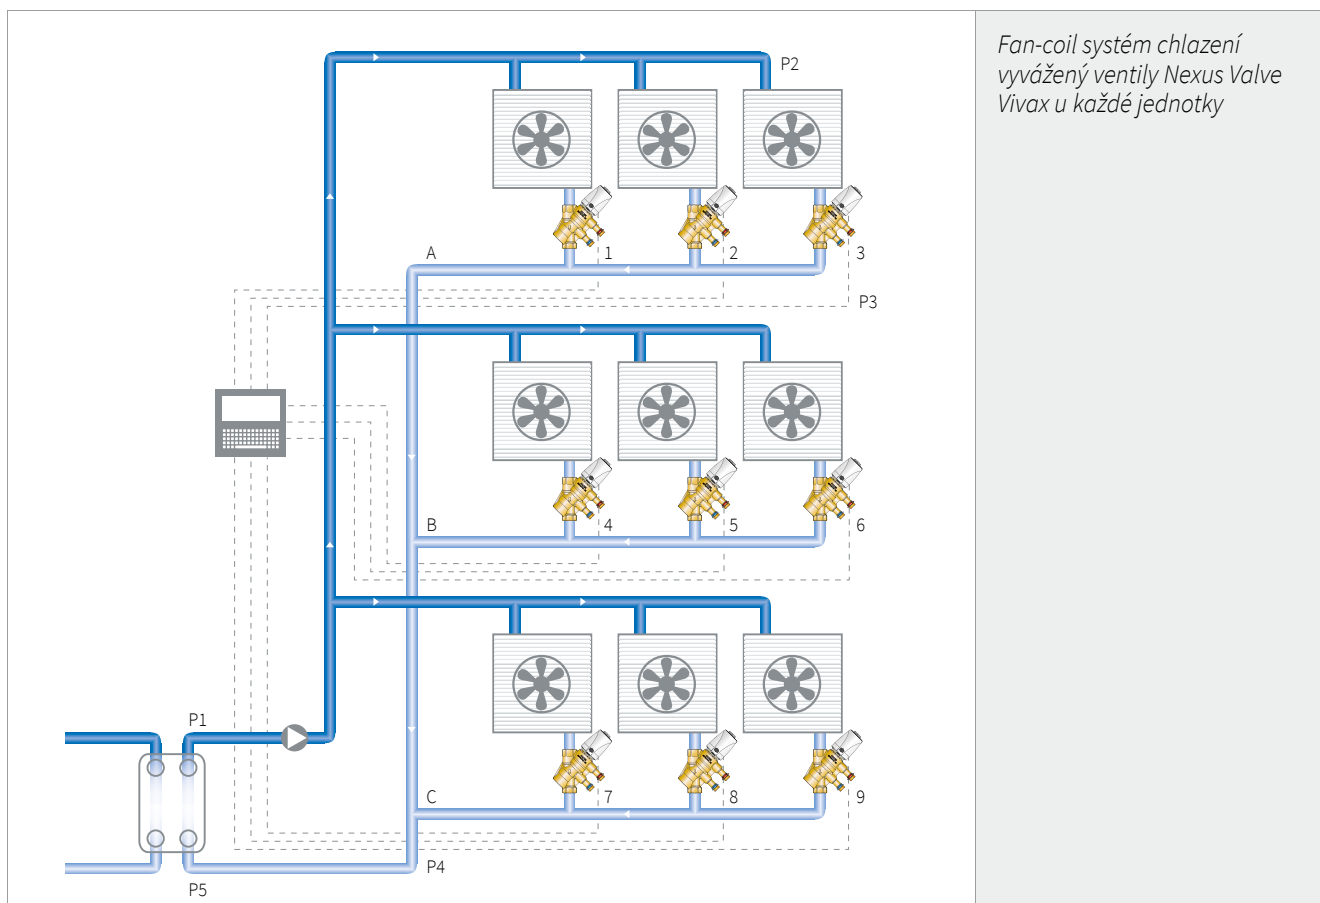 Fan-coil systém chlazení
vyvážený ventily Nexus Valve
Vivax u každé jednotky
P2
A
1
2
3
P3
B
4
5
6
P1
C
7
8
9
P4
P5